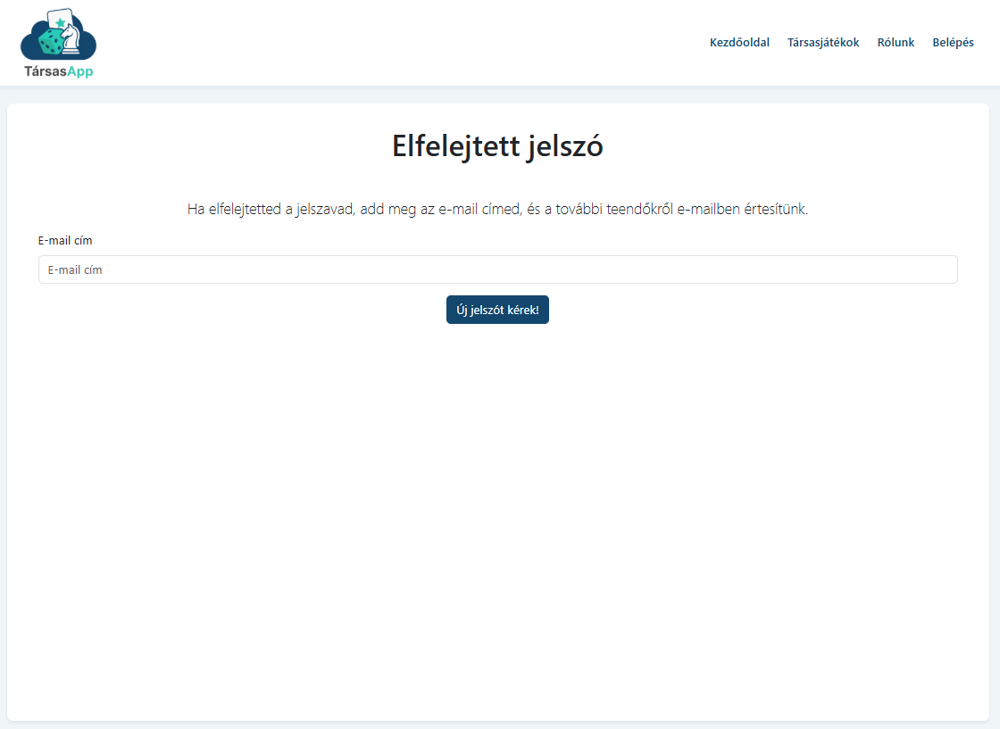 TársasApp
Kezdőoldal Társasjátékok Rólunk Belépés
Elfelejtett jelszó
Ha elfelejtetted a jelszavad, add meg az e-mail címed, és a további teendőkről e-mailben értesítünk.
E-mail cím
E-mail cím
Új jelszót kérek!